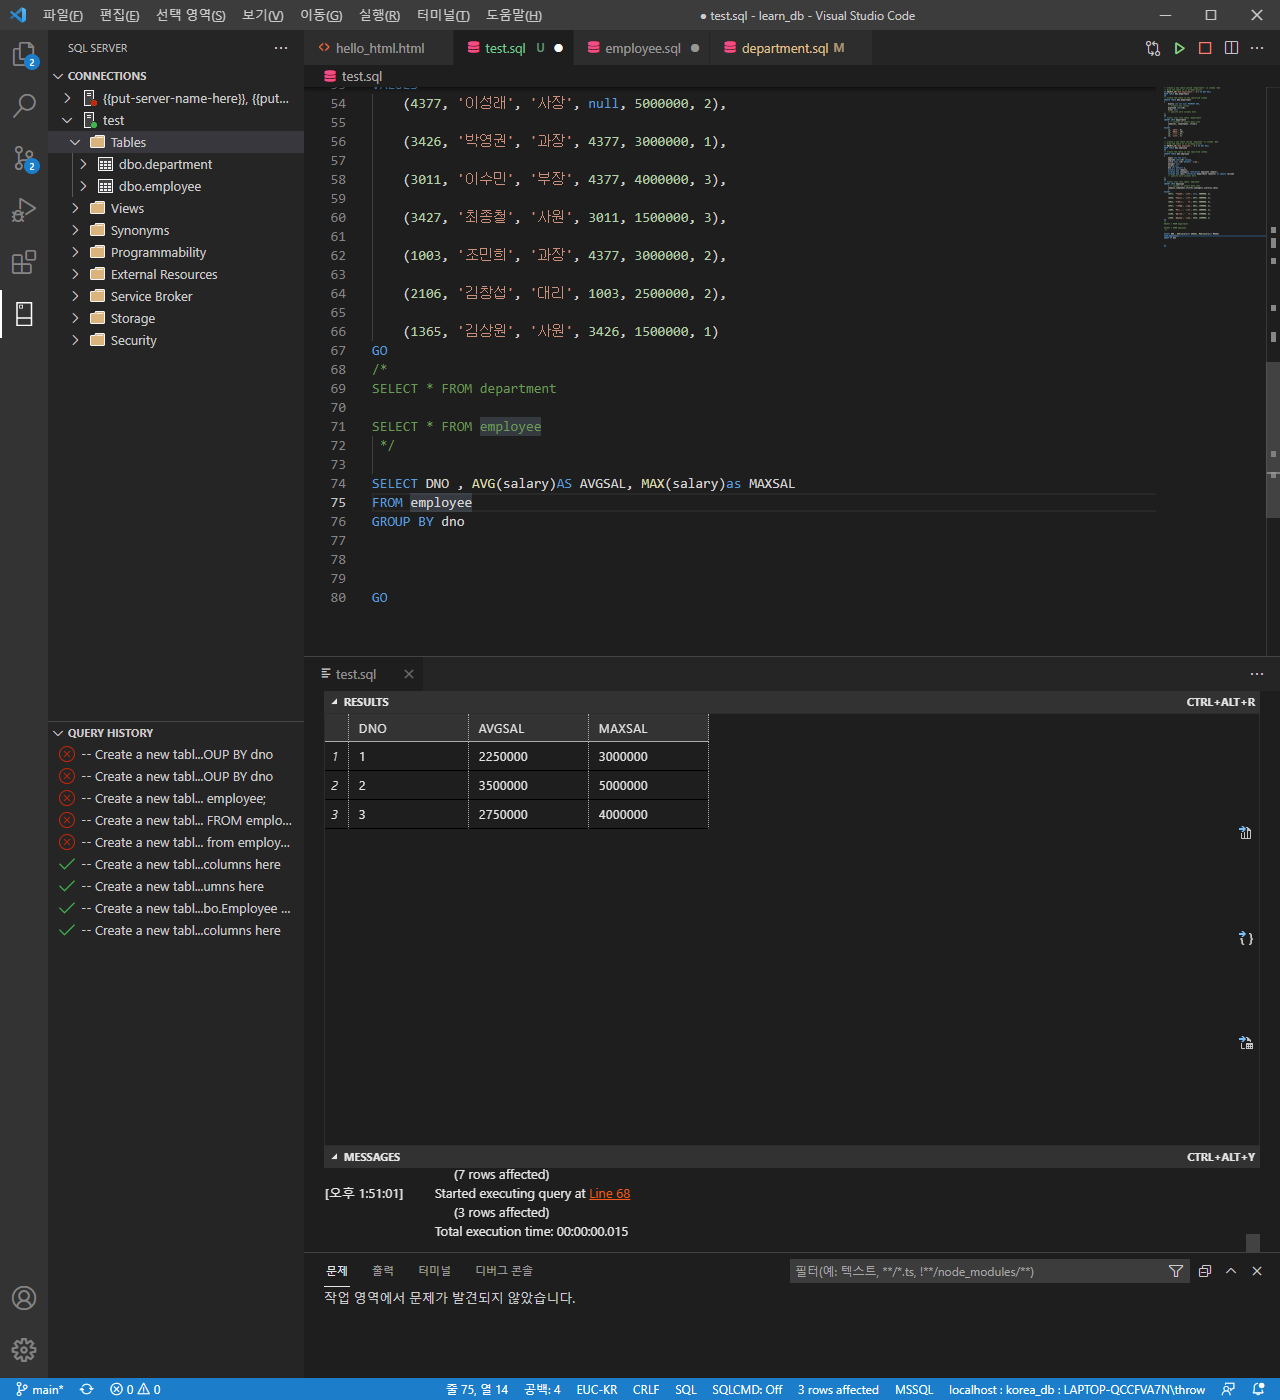 파일(F) 편집(E) 선택 영역(S) 보기(V) 이동(G) 실행(R) 터미널(T) 도움말(H) ● test.sql - learn_db - Visual Studio Code
SQL SERVER
CONNECTIONS
{{put-server-name-here}}, {{put...
test
Tables
dbo.department
dbo.employee
Views
Synonyms
Programmability
External Resources
Service Broker
Storage
Security
QUERY HISTORY
-- Create a new tabl...OUP BY dno
-- Create a new tabl...OUP BY dno
-- Create a new tabl... employee;
-- Create a new tabl... FROM emplo...
-- Create a new tabl... from employ...
-- Create a new tabl...columns here
-- Create a new tabl...umns here
-- Create a new tabl...bo.Employee ...
-- Create a new tabl...columns here
2
2
hello_html.html test.sql U employee.sql department.sql M
test.sql
54 (4377, '이성래', '사장', null, 5000000, 2),
55
56 (3426, '박영권', '과장', 4377, 3000000, 1),
57
58 (3011, '이수민', '부장', 4377, 4000000, 3),
59
60 (3427, '최종철', '사원', 3011, 1500000, 3),
61
62 (1003, '조민희', '과장', 4377, 3000000, 2),
63
64 (2106, '김창섭', '대리', 1003, 2500000, 2),
65
66 (1365, '김상원', '사원', 3426, 1500000, 1)
67 GO
68 /*
69 SELECT * FROM department
70
71 SELECT * FROM employee
72 */
73
74 SELECT DNO , AVG(salary)AS AVGSAL, MAX(salary)as MAXSAL
75 FROM employee
76 GROUP BY dno
77
78
79
80 GO
test.sql
RESULTS CTRL+ALT+R
DNO AVGSAL MAXSAL
1 1 2250000 3000000
2 2 3500000 5000000
3 3 2750000 4000000
MESSAGES CTRL+ALT+Y
(7 rows affected)
[오후 1:51:01] Started executing query at Line 68
(3 rows affected)
Total execution time: 00:00:00.015
문제 출력 터미널 디버그 콘솔 필터(예: 텍스트, **/*.ts, !**/node_modules/**)
작업 영역에서 문제가 발견되지 않았습니다.
main* 0 0 줄 75, 열 14 공백: 4 EUC-KR CRLF SQL SQLCMD: Off 3 rows affected MSSQL localhost : korea_db : LAPTOP-QCCFVA7N\throw